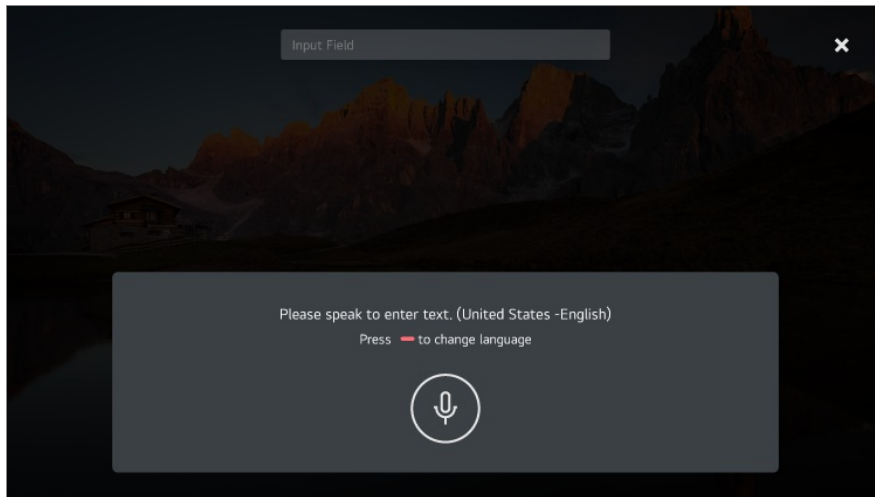 Input Field
Please speak to enter text. (United States -English)
Press to change language